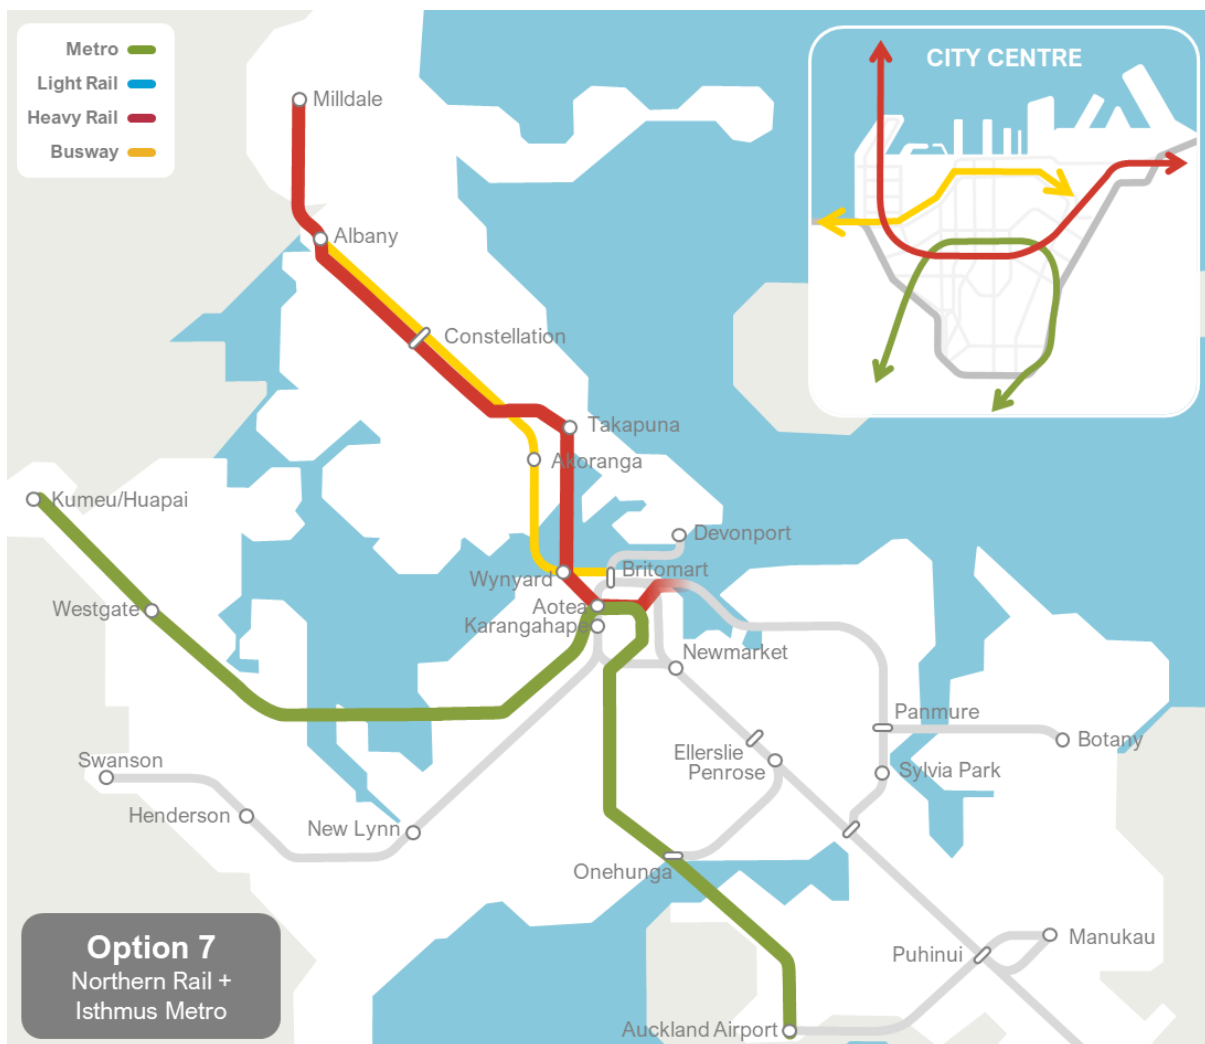 Metro
Light Rail
Heavy Rail
Busway
CITY CENTRE
Milldale
Albany
Constellation
Takapuna
Akoranga
Kumeu/Huapai
Devonport
Wynyard
Britomart
Westgate
Aotea
Karangahape
Newmarket
Panmure
Botany
Ellerslie
Penrose
Sylvia Park
Swanson
Henderson
New Lynn
Onehunga
Manukau
Puhinui
Auckland Airport
Option 7
Northern Rail +
Isthmus Metro